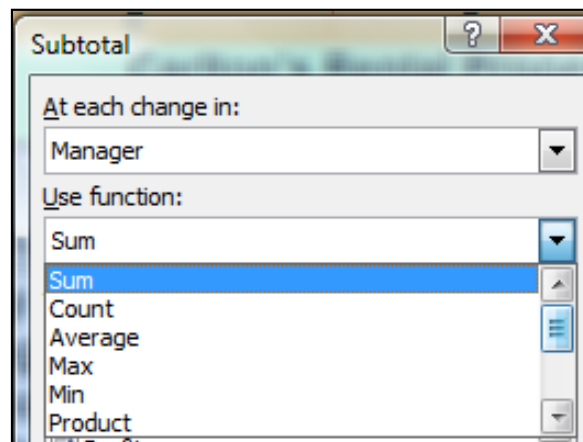 Subtotal
?
At each change in:
Manager
Use function:
Sum
Sum
Count
Average
Max
Min
Product